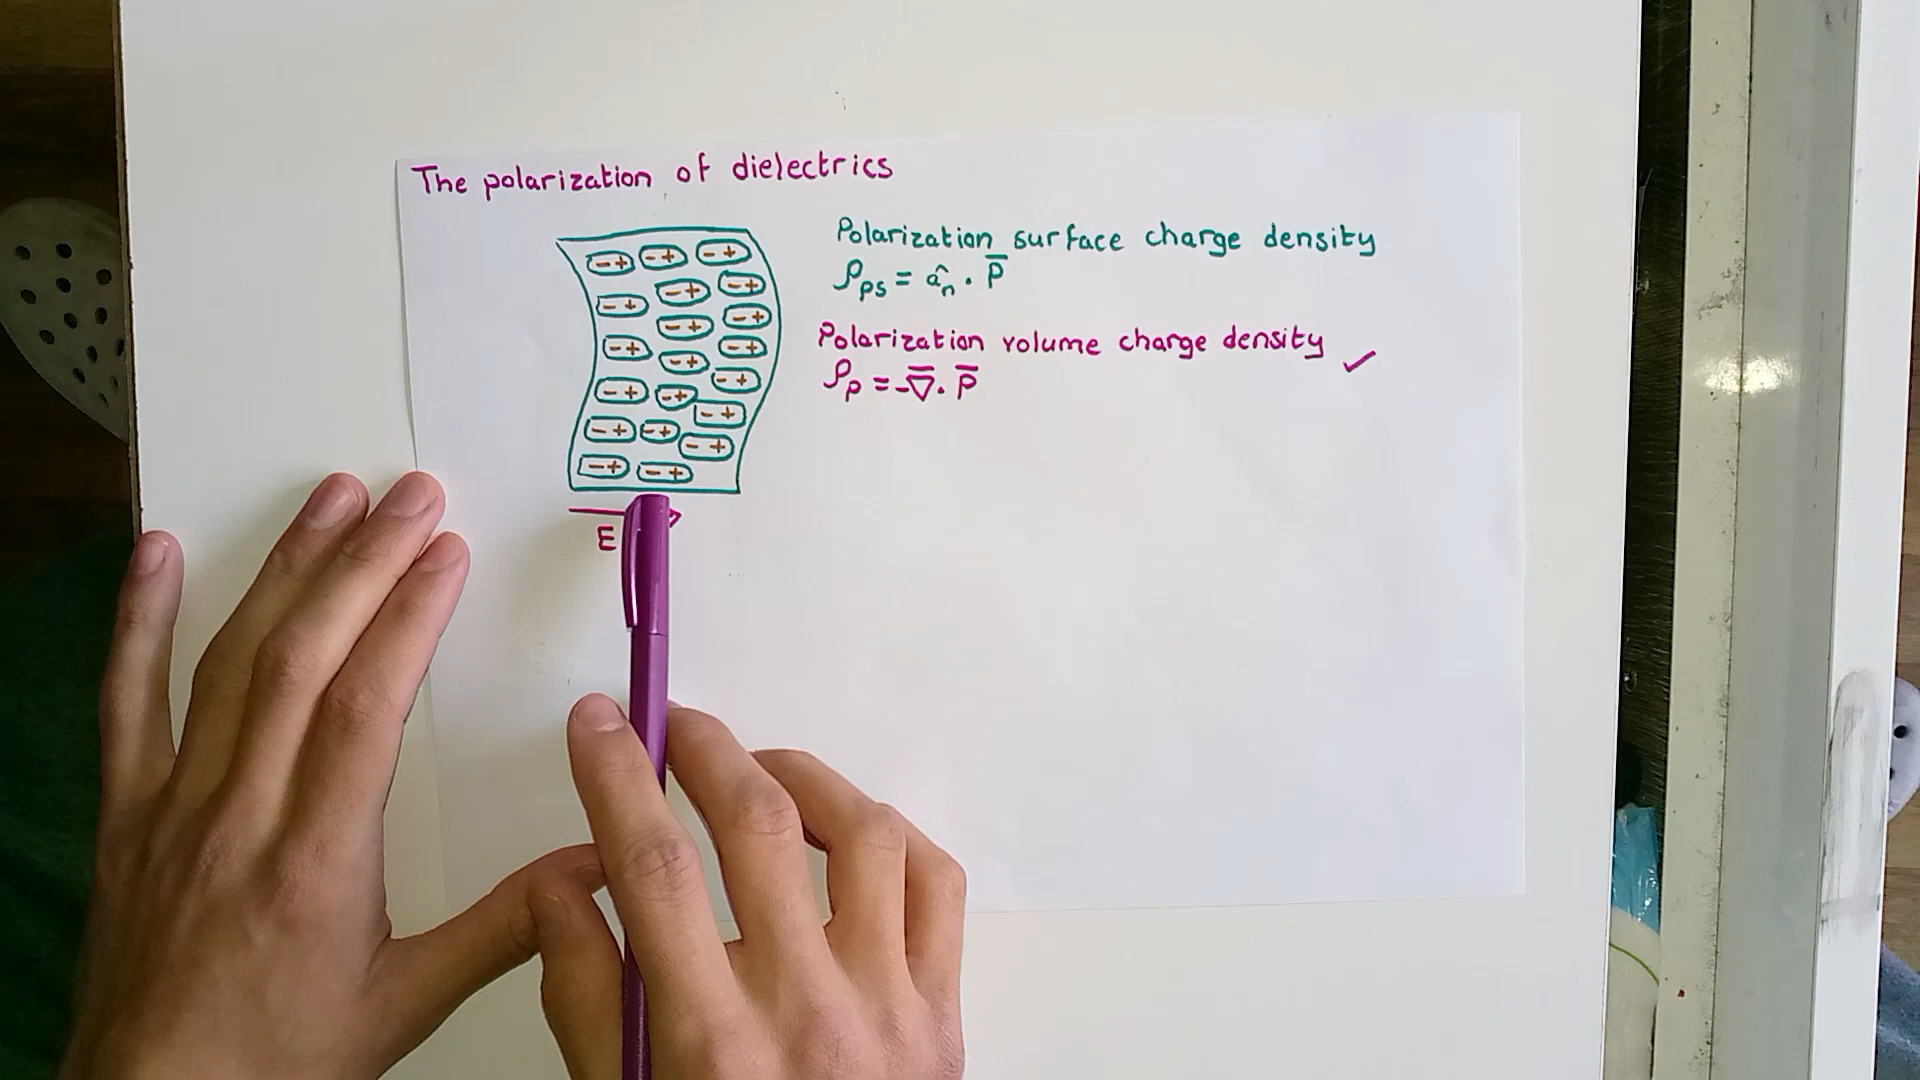 The polarization of dielectrics
Polarization surface charge density
ρps = ân · P̅
Polarization volume charge density ✓
ρp = -∇̅ · P̅
- + - + - +
- + - + - +
- + - +
- + - + - +
- + - +
- + - + - +
- + - + - +
- + - +
E